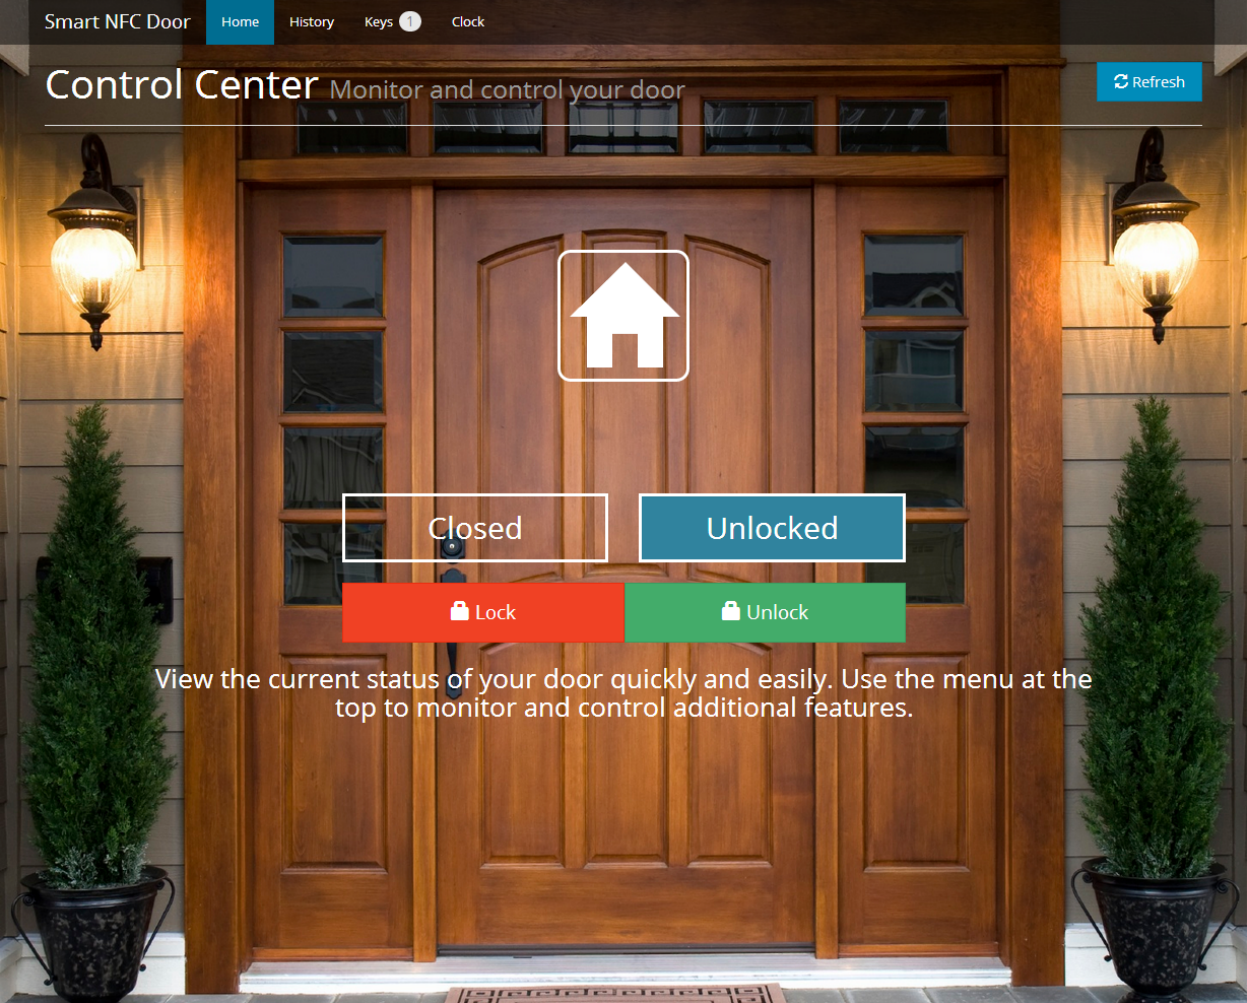 Smart NFC Door Home History Keys 1 Clock
Control Center Monitor and control your door
Refresh
Closed Unlocked
Lock Unlock
View the current status of your door quickly and easily. Use the menu at the
top to monitor and control additional features.